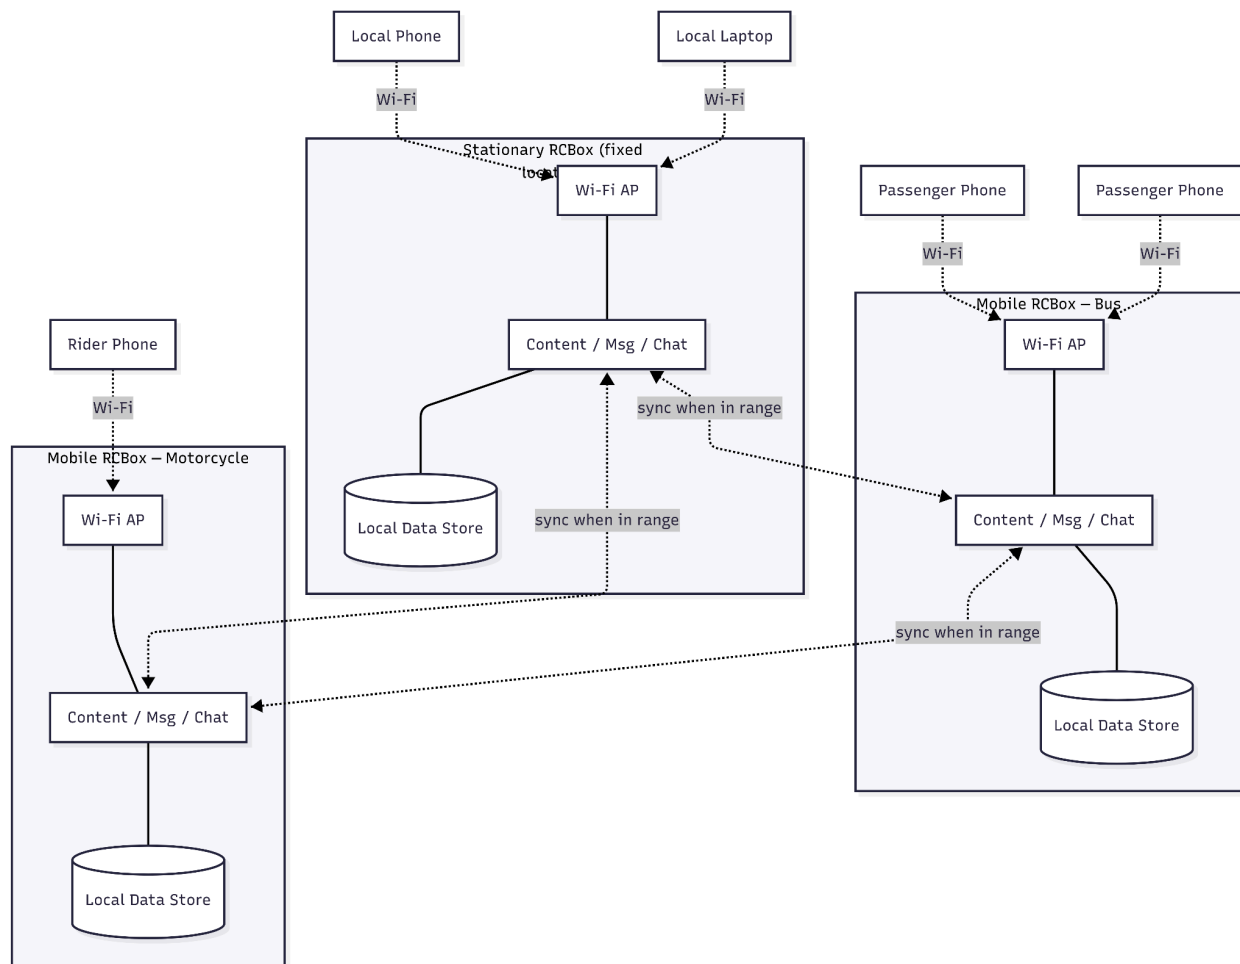 Local Phone
Local Laptop
Wi-Fi
Wi-Fi
Stationary RCBox (fixed
Wi-Fi AP
Passenger Phone
Passenger Phone
Wi-Fi
Wi-Fi
Mobile RCBox – Bus
Wi-Fi AP
Rider Phone
Content / Msg / Chat
Wi-Fi
sync when in range
Mobile RCBox – Motorcycle
Wi-Fi AP
Local Data Store
sync when in range
Content / Msg / Chat
sync when in range
Content / Msg / Chat
Local Data Store
Local Data Store